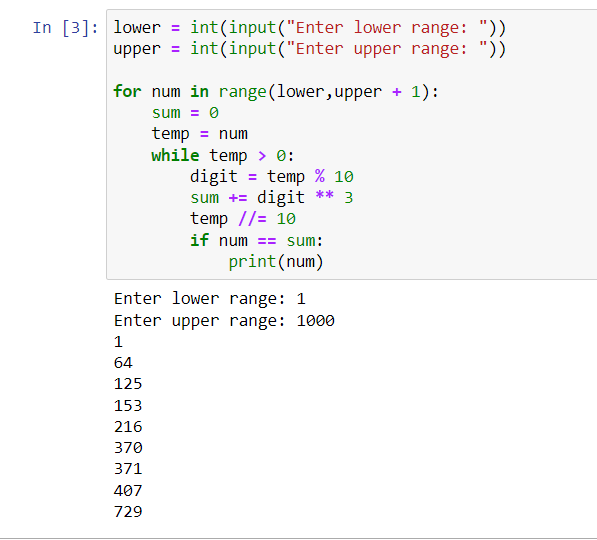 In [3]: lower = int(input("Enter lower range: "))
upper = int(input("Enter upper range: "))

for num in range(lower,upper + 1):
    sum = 0
    temp = num
    while temp > 0:
        digit = temp % 10
        sum += digit ** 3
        temp //= 10
        if num == sum:
            print(num)
Enter lower range: 1
Enter upper range: 1000
1
64
125
153
216
370
371
407
729